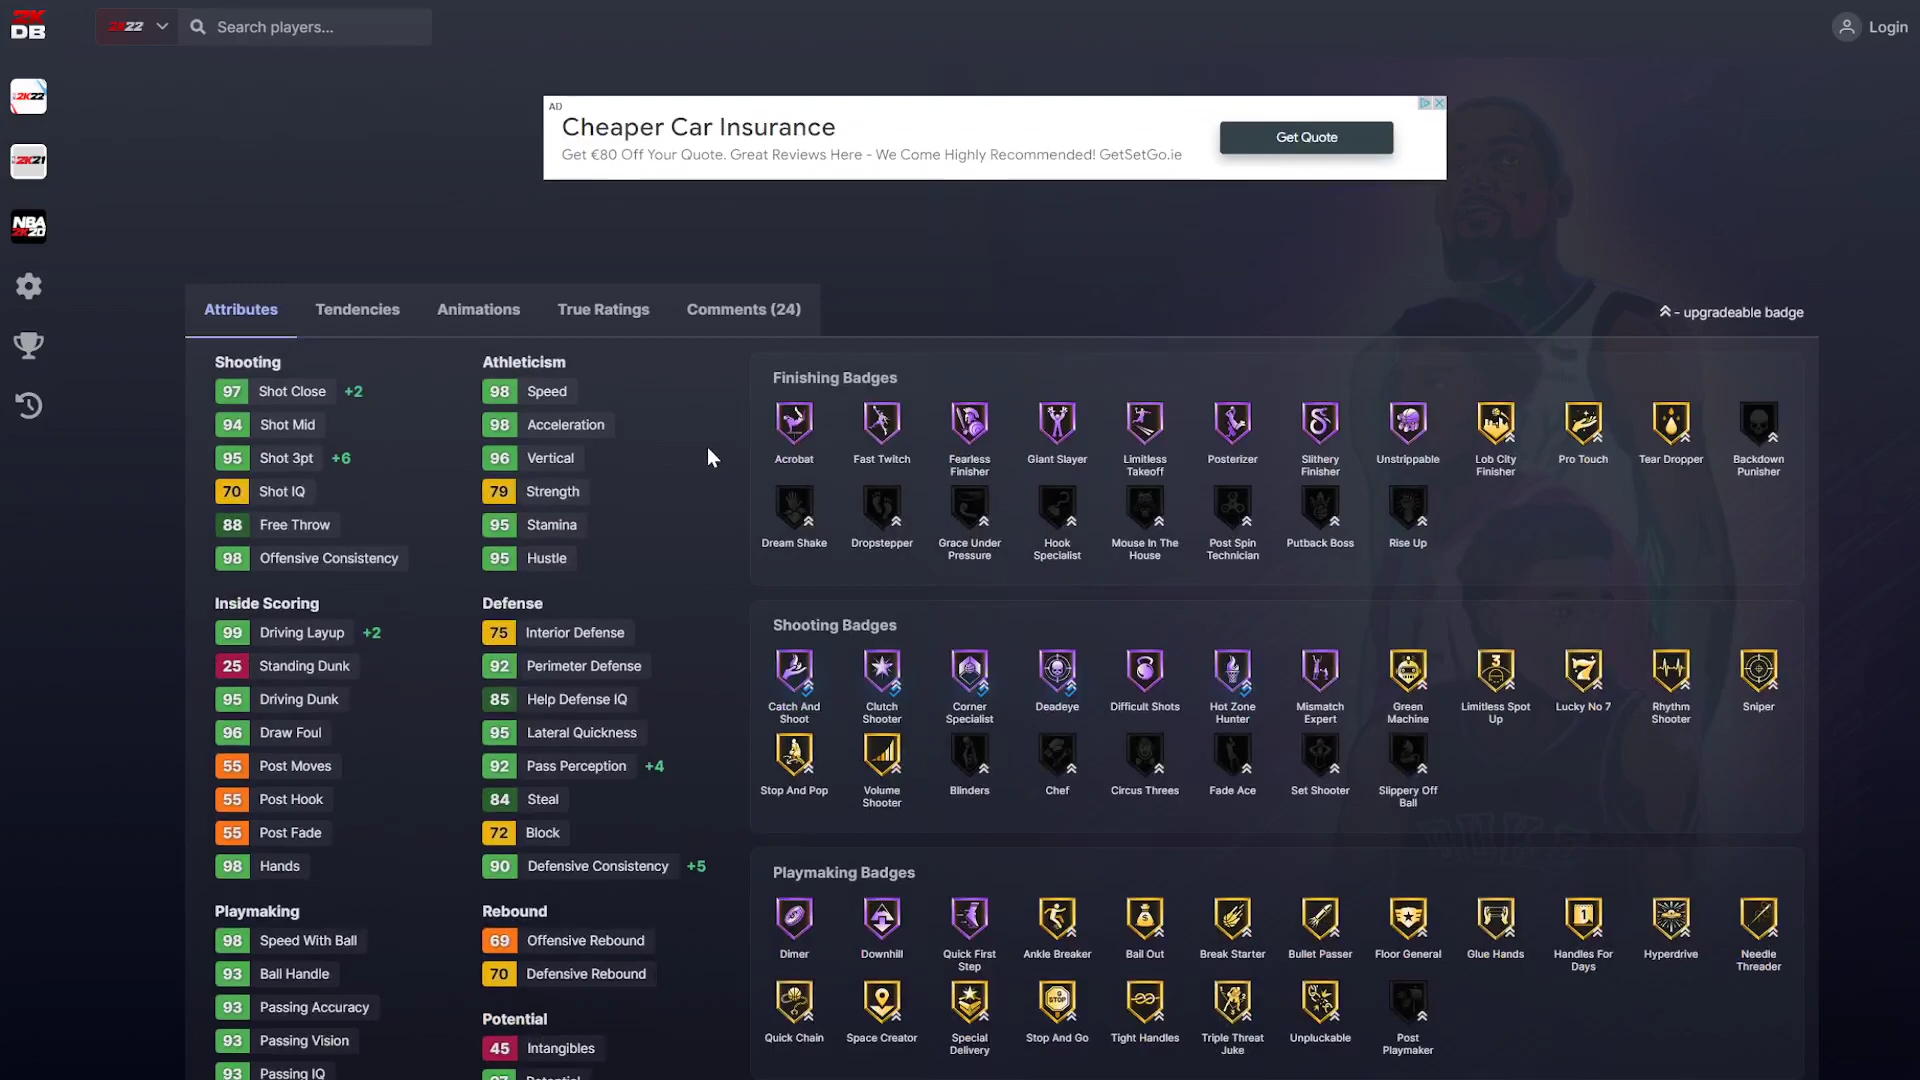 2K
DB
2K22
Search players...
Login
2K22
2K21
NBA
2K20
AD
Cheaper Car Insurance
Get €80 Off Your Quote. Great Reviews Here - We Come Highly Recommended! GetSetGo.ie
Get Quote
Attributes
Tendencies
Animations
True Ratings
Comments (24)
- upgradeable badge
Shooting
97 Shot Close +2
94 Shot Mid
95 Shot 3pt +6
70 Shot IQ
88 Free Throw
98 Offensive Consistency
Inside Scoring
99 Driving Layup +2
25 Standing Dunk
95 Driving Dunk
96 Draw Foul
55 Post Moves
55 Post Hook
55 Post Fade
98 Hands
Playmaking
98 Speed With Ball
93 Ball Handle
93 Passing Accuracy
93 Passing Vision
93 Passing IQ
Athleticism
98 Speed
98 Acceleration
96 Vertical
79 Strength
95 Stamina
95 Hustle
Defense
75 Interior Defense
92 Perimeter Defense
85 Help Defense IQ
95 Lateral Quickness
92 Pass Perception +4
84 Steal
72 Block
90 Defensive Consistency +5
Rebound
69 Offensive Rebound
70 Defensive Rebound
Potential
45 Intangibles
97 Potential
Finishing Badges
Acrobat
Fast Twitch
Fearless
Finisher
Giant Slayer
Limitless
Takeoff
Posterizer
Slithery
Finisher
Unstrippable
Lob City
Finisher
Pro Touch
Tear Dropper
Backdown
Punisher
Dream Shake
Dropstepper
Grace Under
Pressure
Hook
Specialist
Mouse In The
House
Post Spin
Technician
Putback Boss
Rise Up
Shooting Badges
Catch And
Shoot
Clutch
Shooter
Corner
Specialist
Deadeye
Difficult Shots
Hot Zone
Hunter
Mismatch
Expert
Green
Machine
Limitless Spot
Up
Lucky No 7
Rhythm
Shooter
Sniper
Stop And Pop
Volume
Shooter
Blinders
Chef
Circus Threes
Fade Ace
Set Shooter
Slippery Off
Ball
Playmaking Badges
Dimer
Downhill
Quick First
Step
Ankle Breaker
Bail Out
Break Starter
Bullet Passer
Floor General
Glue Hands
Handles For
Days
Hyperdrive
Needle
Threader
Quick Chain
Space Creator
Special
Delivery
Stop And Go
Tight Handles
Triple Threat
Juke
Unpluckable
Post
Playmaker